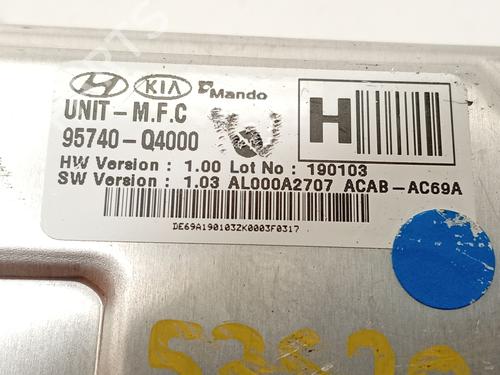 HYUNDAI KIA Mando
UNIT-M.F.C
95740-Q4000
H
HW Version : 1.00 Lot No : 190103
SW Version : 1.03 AL000A2707 ACAB-AC69A
DE69A190103ZK0003F0317